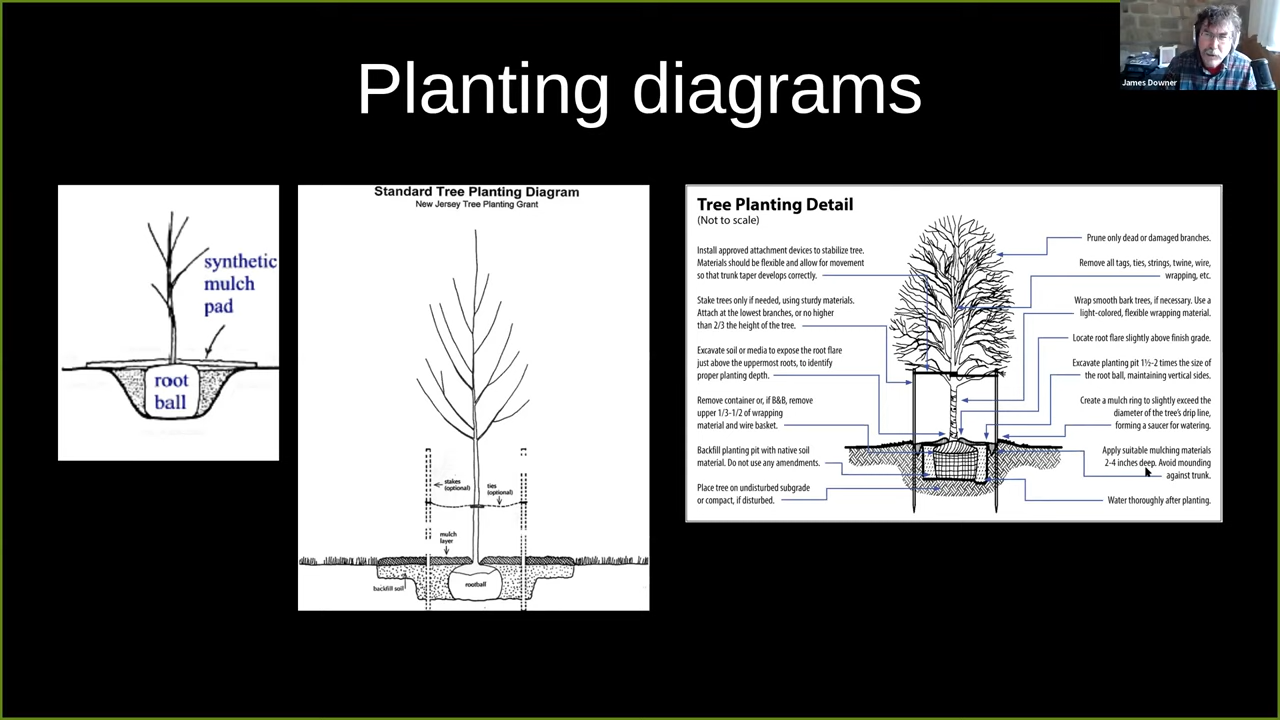 James Downer
Planting diagrams
synthetic
mulch
pad
root
ball
Standard Tree Planting Diagram
New Jersey Tree Planting Grant
stakes
(optional)
ties
(optional)
mulch
layer
backfill soil
rootball
Tree Planting Detail
(Not to scale)
Install approved attachment devices to stabilize tree.
Materials should be flexible and allow for movement
so that trunk taper develops correctly.
Stake trees only if needed, using sturdy materials.
Attach at the lowest branches, or no higher
than 2/3 the height of the tree.
Excavate soil or media to expose the root flare
just above the uppermost roots, to identify
proper planting depth.
Remove container or, if B&B, remove
upper 1/3-1/2 of wrapping
material and wire basket.
Backfill planting pit with native soil
material. Do not use any amendments.
Place tree on undisturbed subgrade
or compact, if disturbed.
Prune only dead or damaged branches.
Remove all tags, ties, strings, twine, wire,
wrapping, etc.
Wrap smooth bark trees, if necessary. Use a
light-colored, flexible wrapping material.
Locate root flare slightly above finish grade.
Excavate planting pit 1½-2 times the size of
the root ball, maintaining vertical sides.
Create a mulch ring to slightly exceed the
diameter of the tree's drip line,
forming a saucer for watering.
Apply suitable mulching materials
2-4 inches deep. Avoid mounding
against trunk.
Water thoroughly after planting.